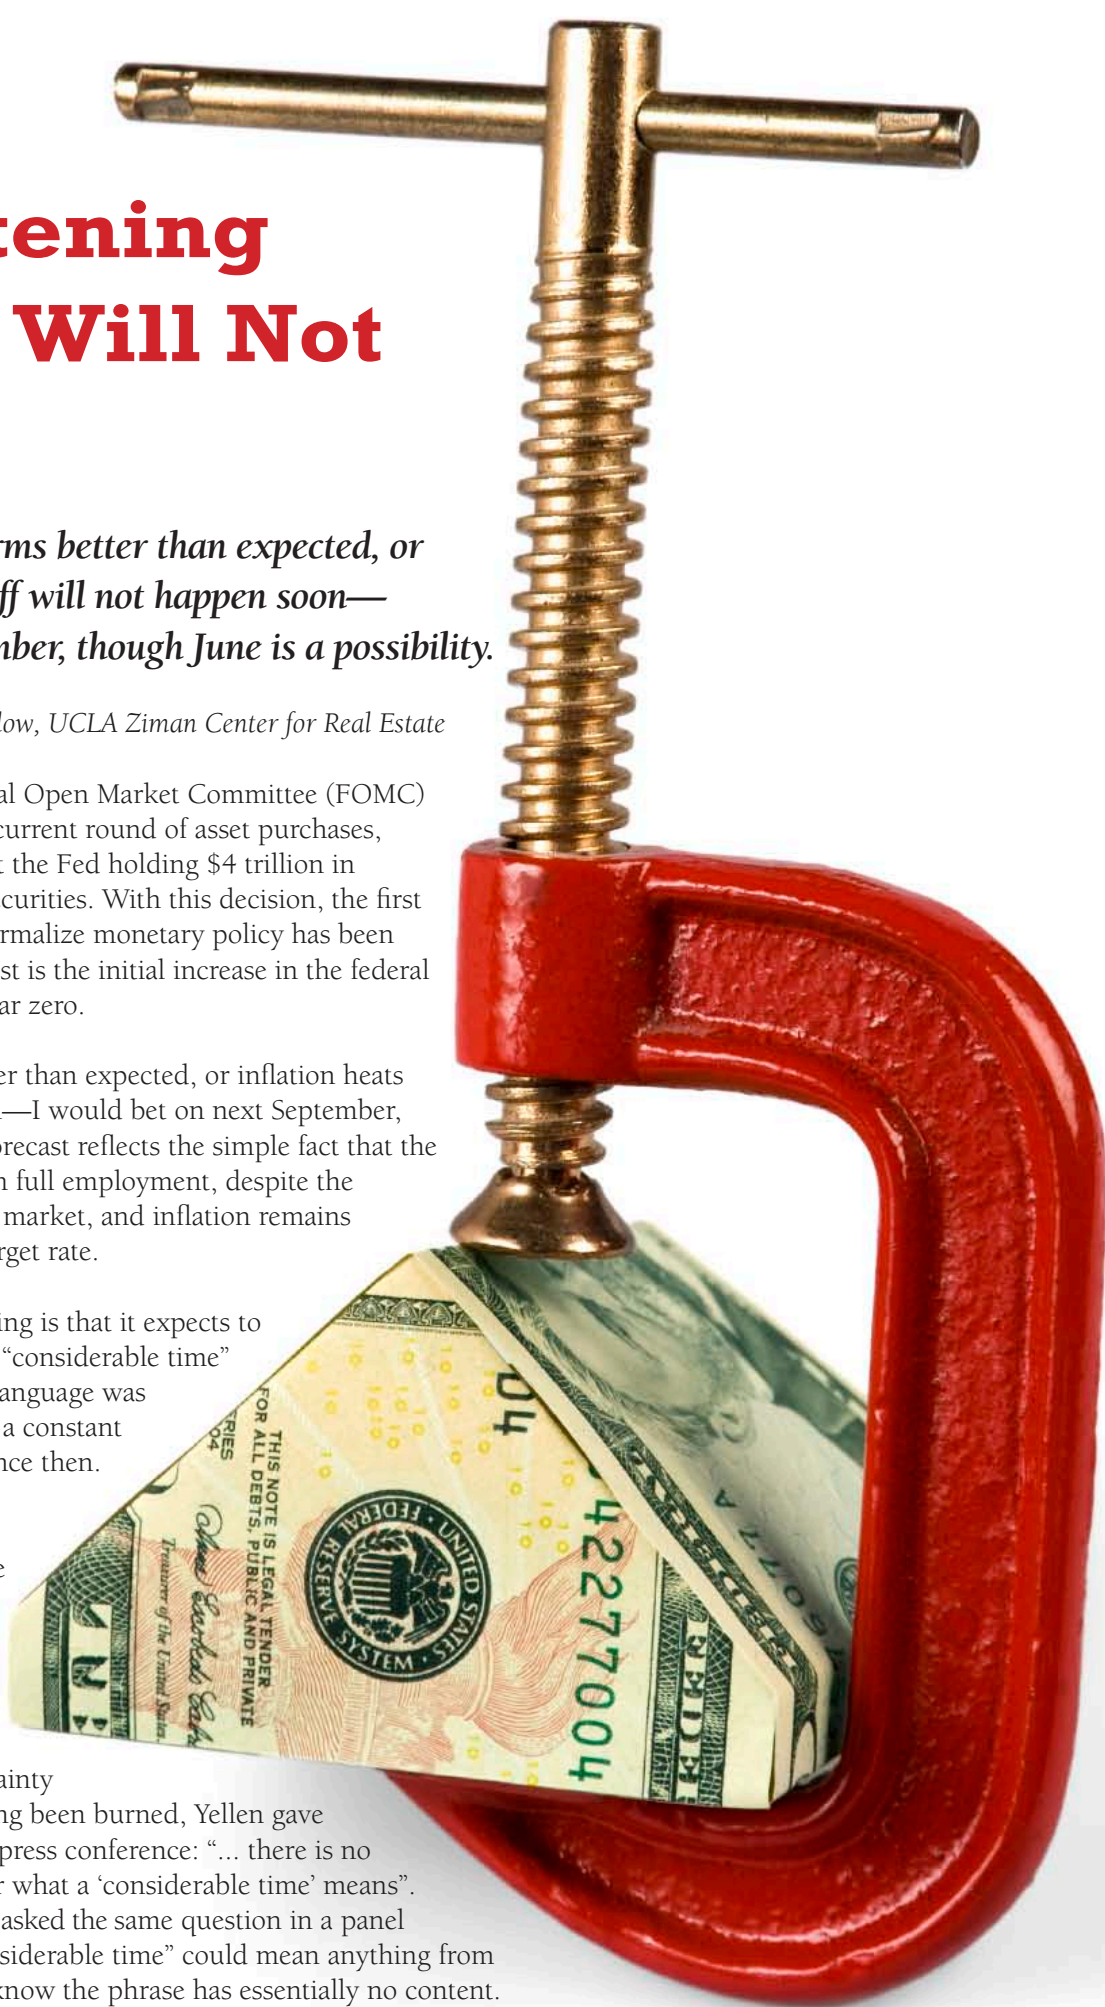 tening
Will Not
rms better than expected, or
ff will not happen soon—
nber, though June is a possibility.
low, UCLA Ziman Center for Real Estate
al Open Market Committee (FOMC)
current round of asset purchases,
t the Fed holding $4 trillion in
curities. With this decision, the first
rmalize monetary policy has been
st is the initial increase in the federal
ar zero.
er than expected, or inflation heats
—I would bet on next September,
orecast reflects the simple fact that the
n full employment, despite the
market, and inflation remains
rget rate.
ing is that it expects to
“considerable time”
anguage was
a constant
nce then.
e
ainty
ng been burned, Yellen gave
press conference: “... there is no
r what a ‘considerable time’ means”.
asked the same question in a panel
siderable time” could mean anything from
know the phrase has essentially no content.
THIS NOTE IS LEGAL TENDER
FOR ALL DEBTS, PUBLIC AND PRIVATE
RIES
04
Treasurer of the United States.
UNITED STATES
FEDERAL RESERVE SYSTEM
D4
42277004
FEDE
6077 A